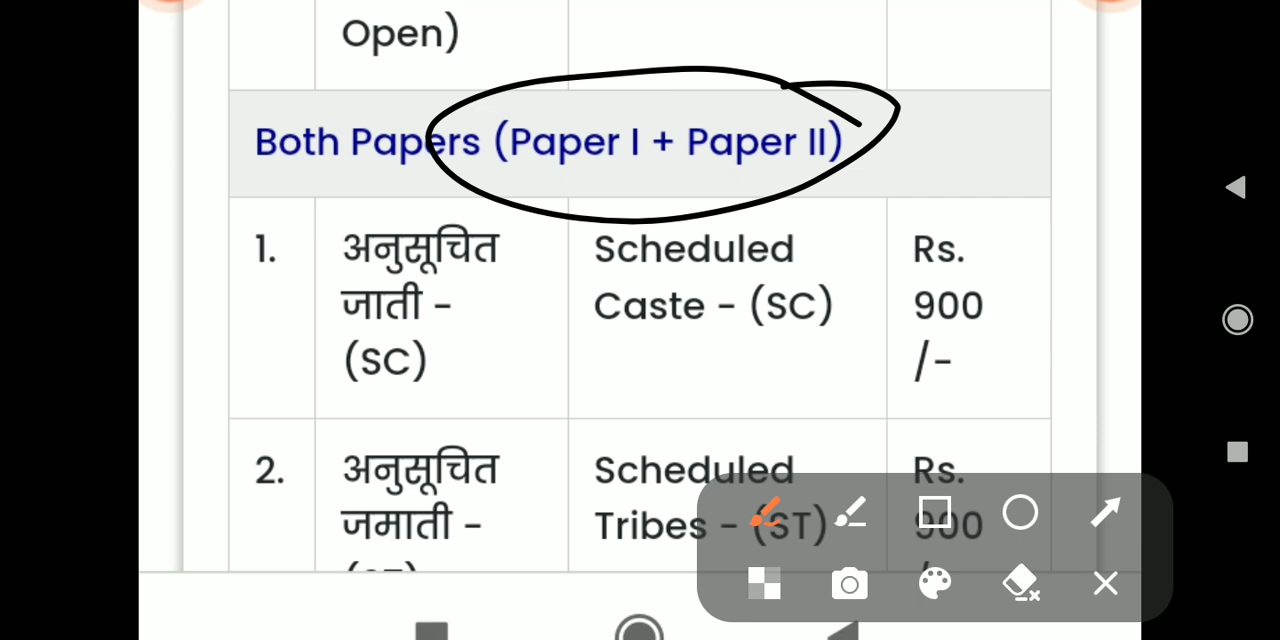 Open)
Both Papers (Paper I + Paper II)
1.
अनुसूचित
जाती -
(SC)
Scheduled
Caste - (SC)
Rs.
900
/-
2.
अनुसूचित
जमाती -
Scheduled
Tribes - (ST)
Rs.
900